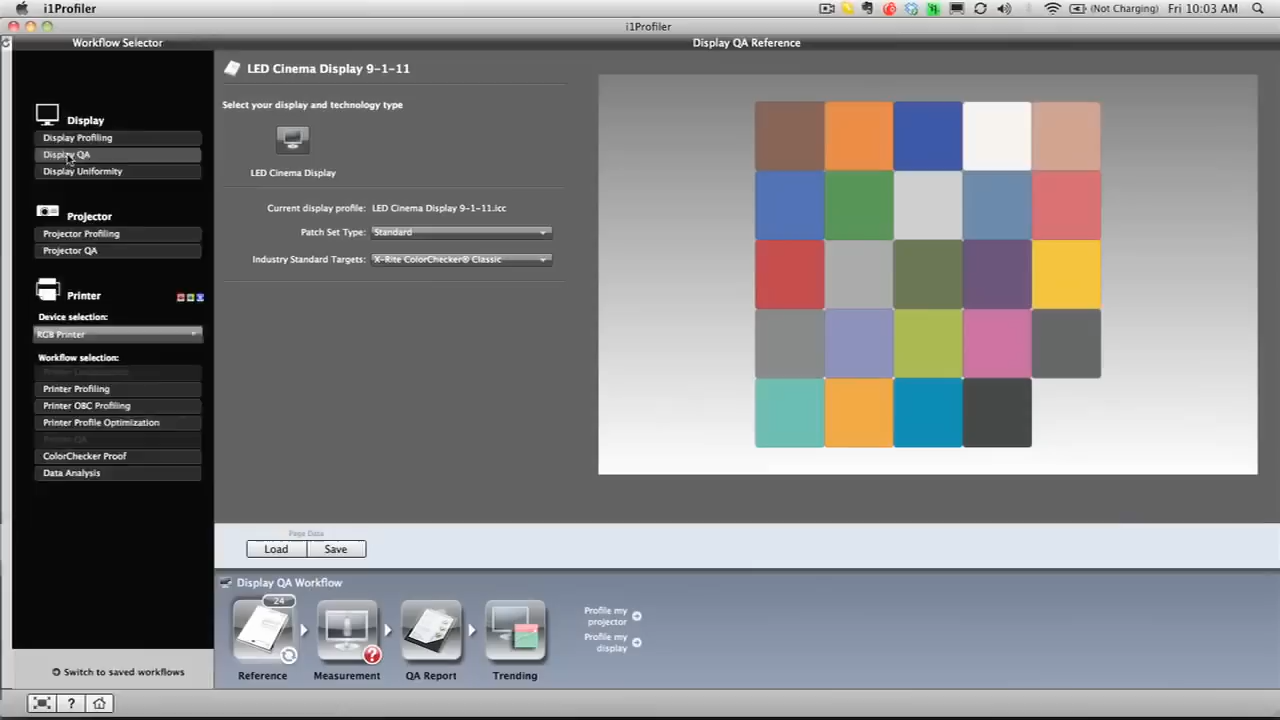 i1Profiler
(Not Charging) Fri 10:03 AM
i1Profiler
Workflow Selector
Display QA Reference
Display
Display Profiling
Display QA
Display Uniformity
Projector
Projector Profiling
Projector QA
Printer
Device selection:
RGB Printer
Workflow selection:
Printer Profiling
Printer OBC Profiling
Printer Profile Optimization
Printer QA
ColorChecker Proof
Data Analysis
Switch to saved workflows
LED Cinema Display 9-1-11
Select your display and technology type
LED Cinema Display
Current display profile: LED Cinema Display 9-1-11.icc
Patch Set Type: Standard
Industry Standard Targets: X-Rite ColorChecker® Classic
Page Data
Load Save
Display QA Workflow
24
Reference Measurement QA Report Trending
Profile my
projector
Profile my
display